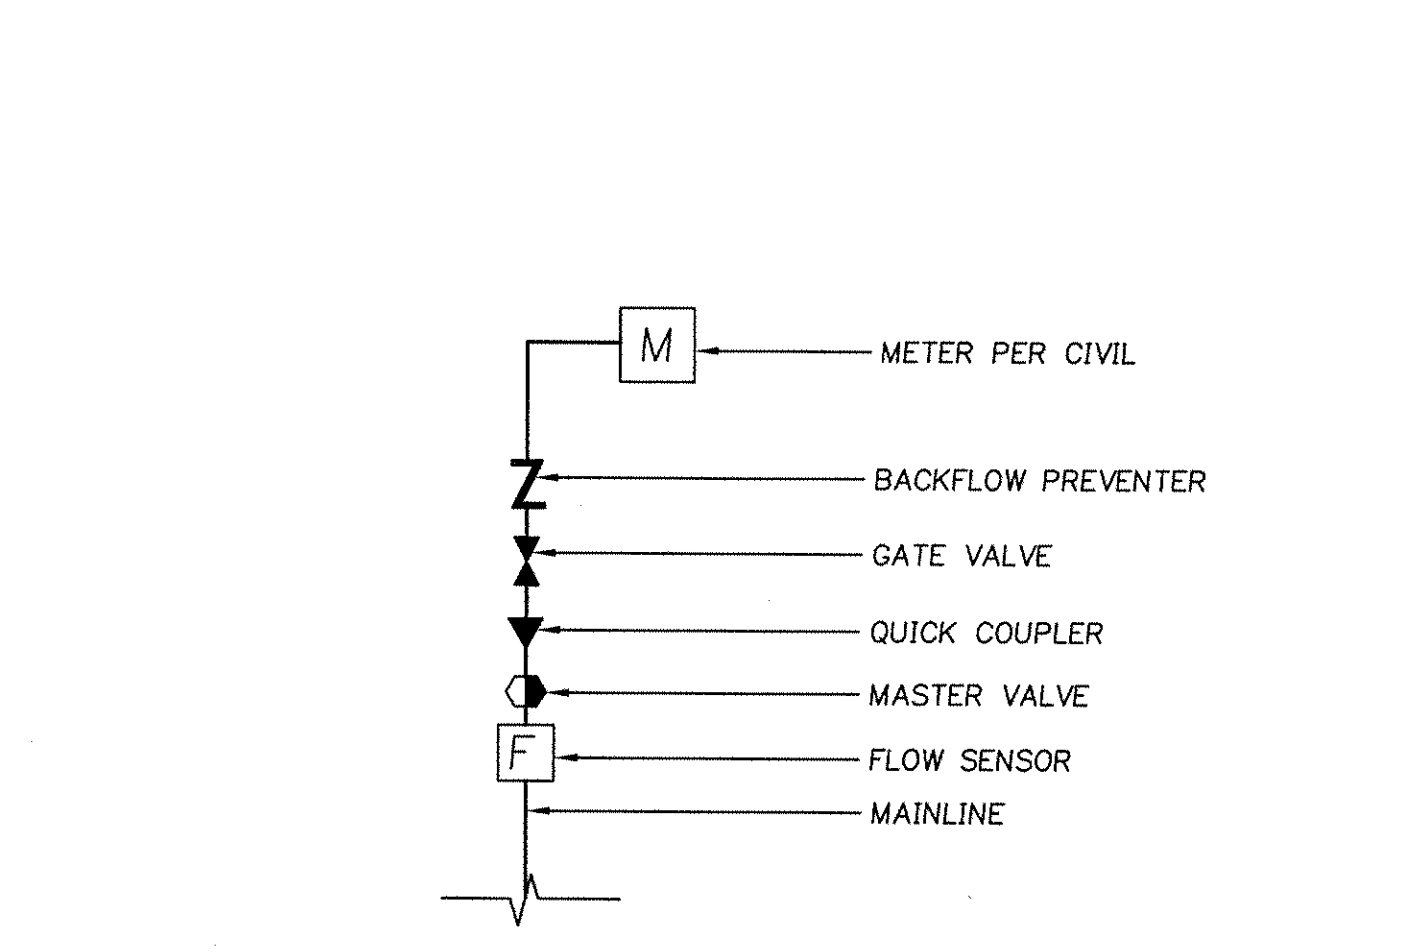 M
METER PER CIVIL
BACKFLOW PREVENTER
GATE VALVE
QUICK COUPLER
MASTER VALVE
F
FLOW SENSOR
MAINLINE